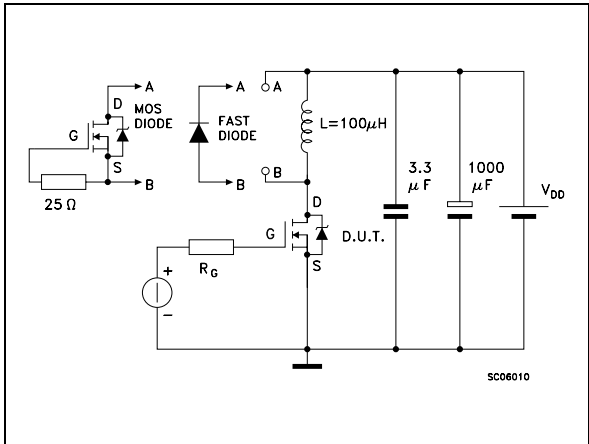 A
A
A
D
MOS
DIODE
G
S
B
25 Ω
FAST
DIODE
B
B
L=100μH
3.3
μF
1000
μF
V_DD
D
G
D.U.T.
S
R_G
+
−
SC06010